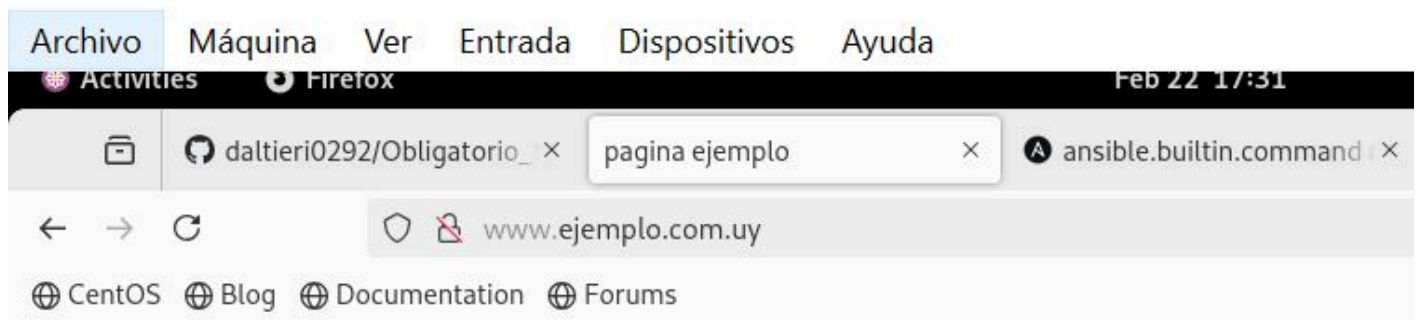 Archivo Máquina Ver Entrada Dispositivos Ayuda
Activities Firefox Feb 22 17:31
daltieri0292/Obligatorio_ pagina ejemplo ansible.builtin.command
www.ejemplo.com.uy
CentOS Blog Documentation Forums